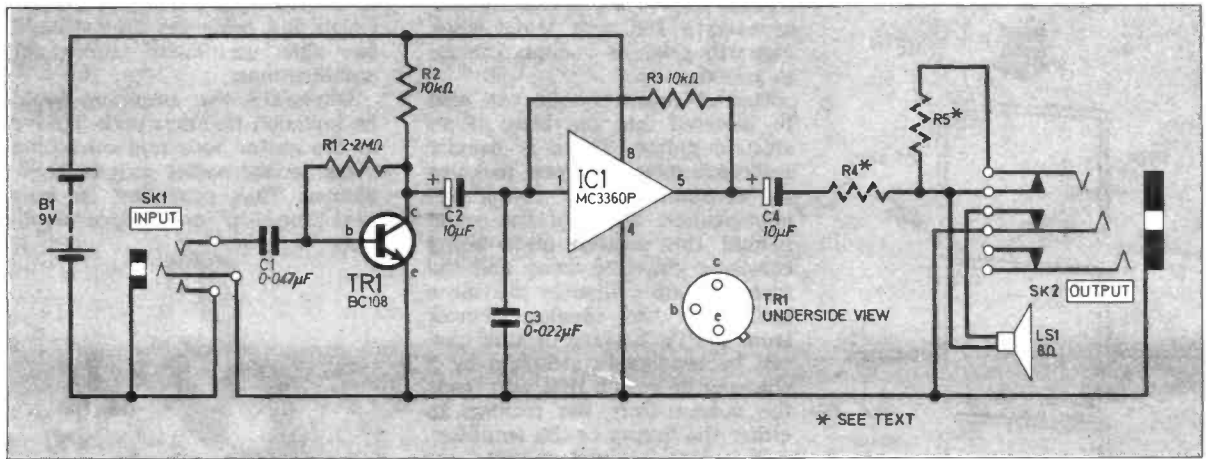 B1
9V
SK1
INPUT
C1
0·047μF
R1 2·2MΩ
R2
10kΩ
b
c
e
TR1
BC108
+
C2
10μF
C3
0·022μF
R3 10kΩ
1
IC1
MC3360P
8
5
4
c
b
e
TR1
UNDERSIDE VIEW
+
C4
10μF
R4*
R5*
SK2 OUTPUT
LS1
8Ω
* SEE TEXT